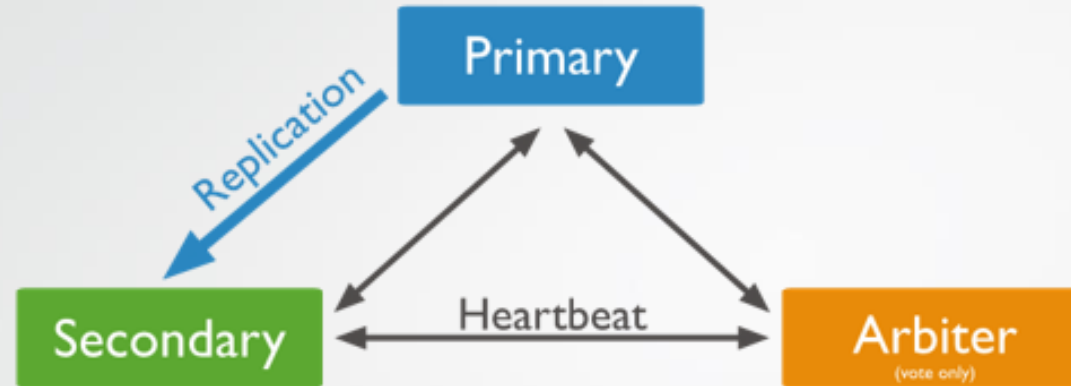 Primary
Replication
Heartbeat
Secondary
Arbiter
(vote only)